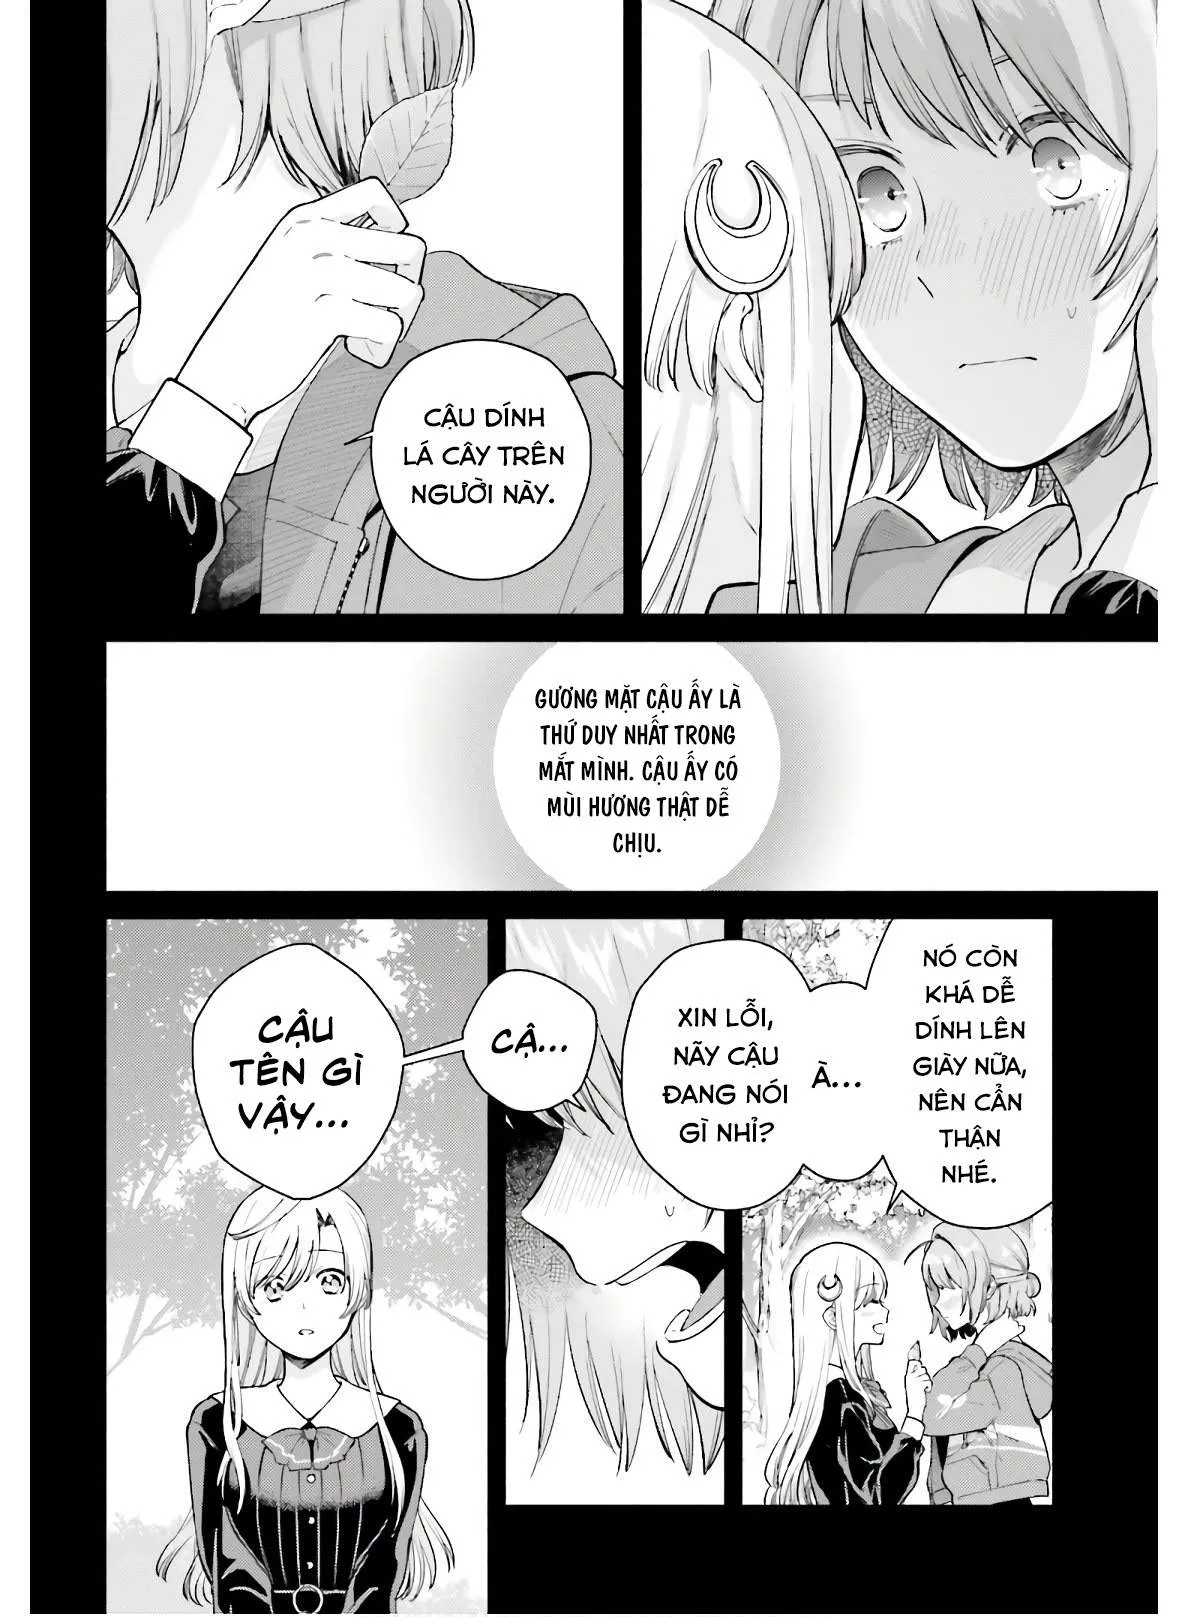 CẬU DÍNH
LÁ CÂY TRÊN
NGƯỜI NÀY.
GƯƠNG MẶT CẬU ẤY LÀ
THỨ DUY NHẤT TRONG
MẮT MÌNH. CẬU ẤY CÓ
MÙI HƯƠNG THẬT DỄ
CHỊU.
NÓ CÒN
KHÁ DỄ
DÍNH LÊN
GIÀY NỮA,
NÊN CẨN
THẬN
NHÉ.
À...
XIN LỖI,
NÃY CẬU
ĐANG NÓI
GÌ NHỈ?
CẬ...
CẬU
TÊN GÌ
VẬY...